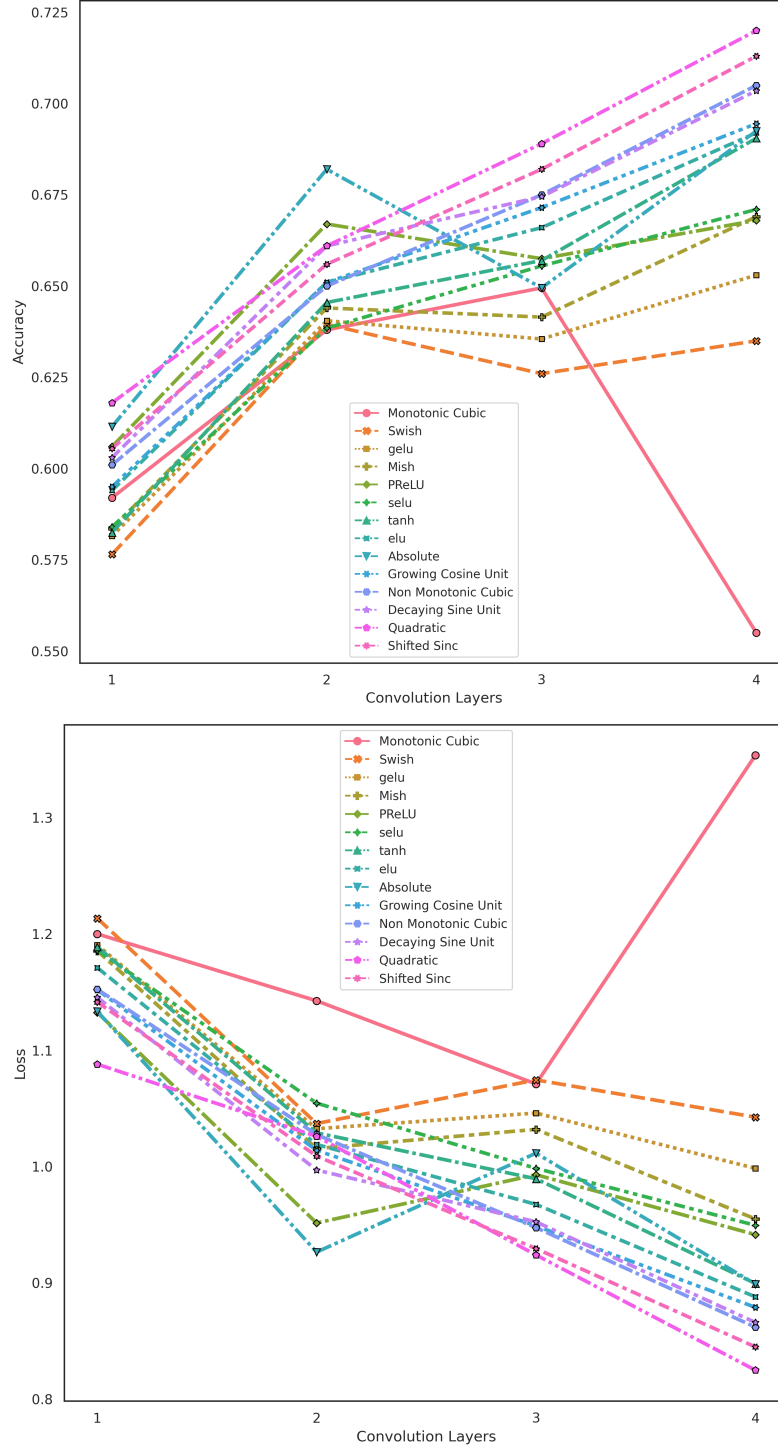 0.725
0.700
0.675
0.650
0.625
0.600
0.575
0.550
Accuracy
Monotonic Cubic
Swish
gelu
Mish
PReLU
selu
tanh
elu
Absolute
Growing Cosine Unit
Non Monotonic Cubic
Decaying Sine Unit
Quadratic
Shifted Sinc
1 2 3 4
Convolution Layers
1.3
1.2
1.1
1.0
0.9
0.8
Loss
Monotonic Cubic
Swish
gelu
Mish
PReLU
selu
tanh
elu
Absolute
Growing Cosine Unit
Non Monotonic Cubic
Decaying Sine Unit
Quadratic
Shifted Sinc
1 2 3 4
Convolution Layers